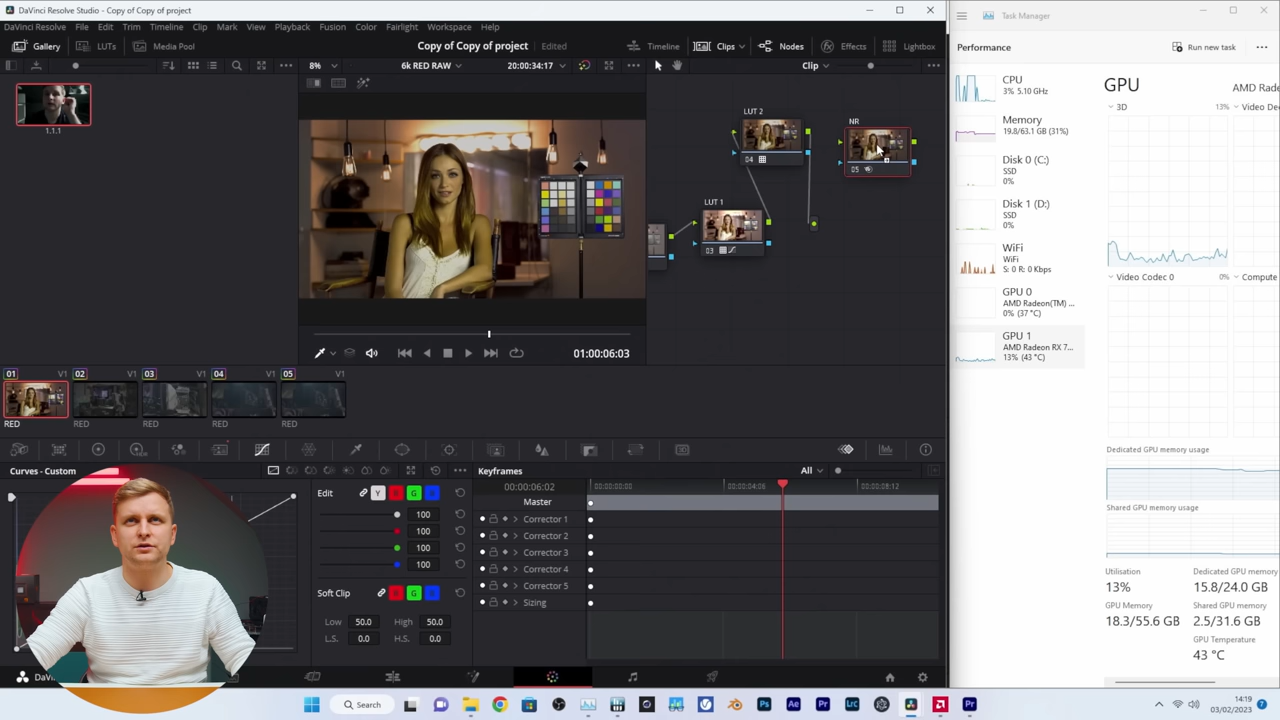 DaVinci Resolve Studio - Copy of Copy of project
DaVinci Resolve File Edit Trim Timeline Clip Mark View Playback Fusion Color Fairlight Workspace Help
Gallery LUTs Media Pool Copy of Copy of project Edited Timeline Clips Nodes Effects Lightbox
8% 6k RED RAW 20:00:34:17 Clip
1.1.1
LUT 2
04
NR
05
LUT 1
03
01:00:06:03
01 V1 02 V1 03 V1 04 V1 05 V1
RED RED RED RED RED
Curves - Custom
Edit Y R G B
100
100
100
100
Soft Clip R G B
Low 50.0 High 50.0
L.S. 0.0 H.S. 0.0
Keyframes All
00:00:06:02 00:00:00:00 00:00:04:06 00:00:08:12
Master
Corrector 1
Corrector 2
Corrector 3
Corrector 4
Corrector 5
Sizing
Task Manager
Performance Run new task
CPU
3% 5.10 GHz
Memory
19.8/63.1 GB (31%)
Disk 0 (C:)
SSD
0%
Disk 1 (D:)
SSD
0%
WiFi
WiFi
S: 0 R: 0 Kbps
GPU 0
AMD Radeon(TM) ...
0% (37 °C)
GPU 1
AMD Radeon RX 7...
13% (43 °C)
GPU AMD Rade
3D 13% Video Dec
Video Codec 0 0% Compute
Dedicated GPU memory usage
Shared GPU memory usage
Utilisation
13%
Dedicated GPU memory
15.8/24.0 GB
GPU Memory
18.3/55.6 GB
Shared GPU memory
2.5/31.6 GB
GPU Temperature
43 °C
Search
14:19
03/02/2023